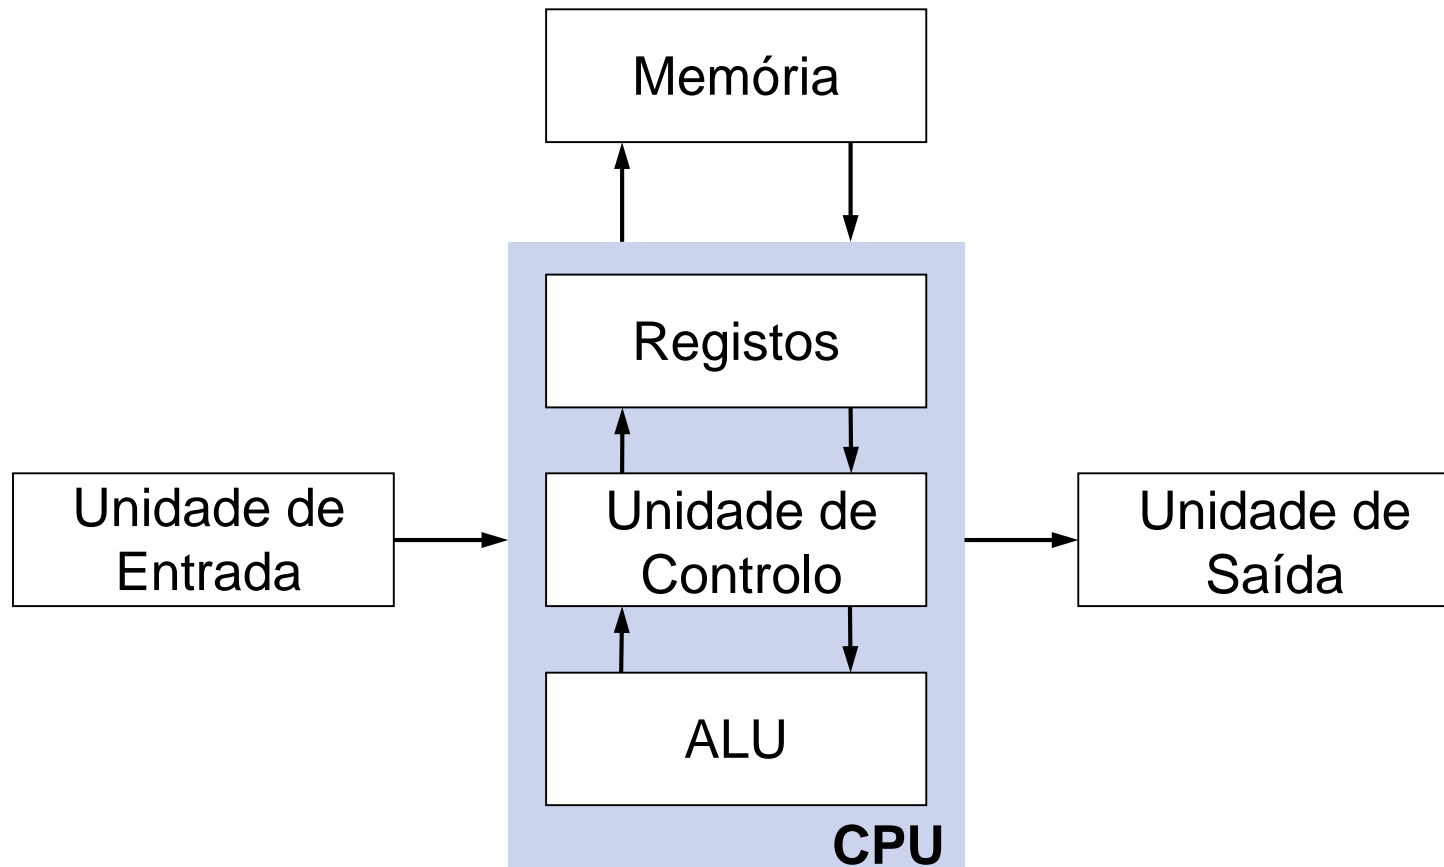 Memória
Registos
Unidade de
Entrada
Unidade de
Controlo
Unidade de
Saída
ALU
CPU